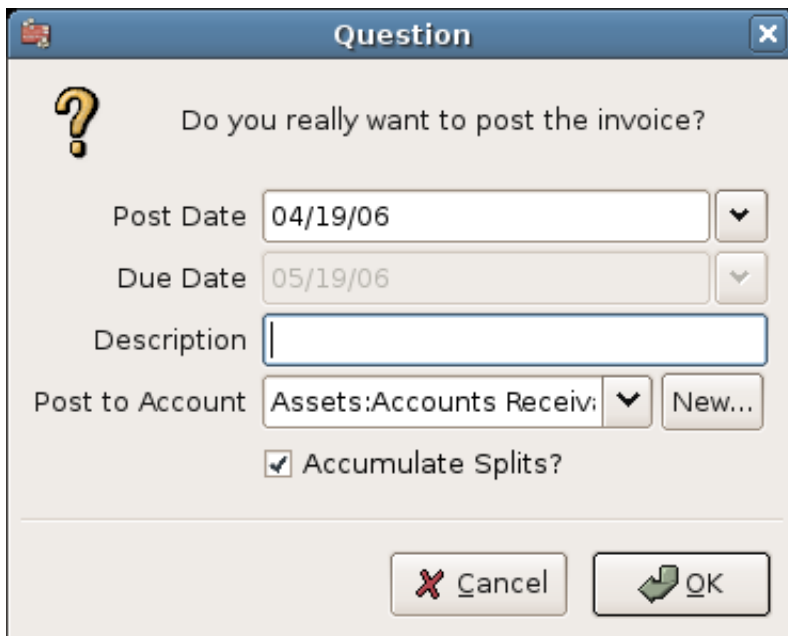 Question
Do you really want to post the invoice?
Post Date 04/19/06
Due Date 05/19/06
Description
Post to Account Assets:Accounts Receiva New...
Accumulate Splits?
Cancel OK